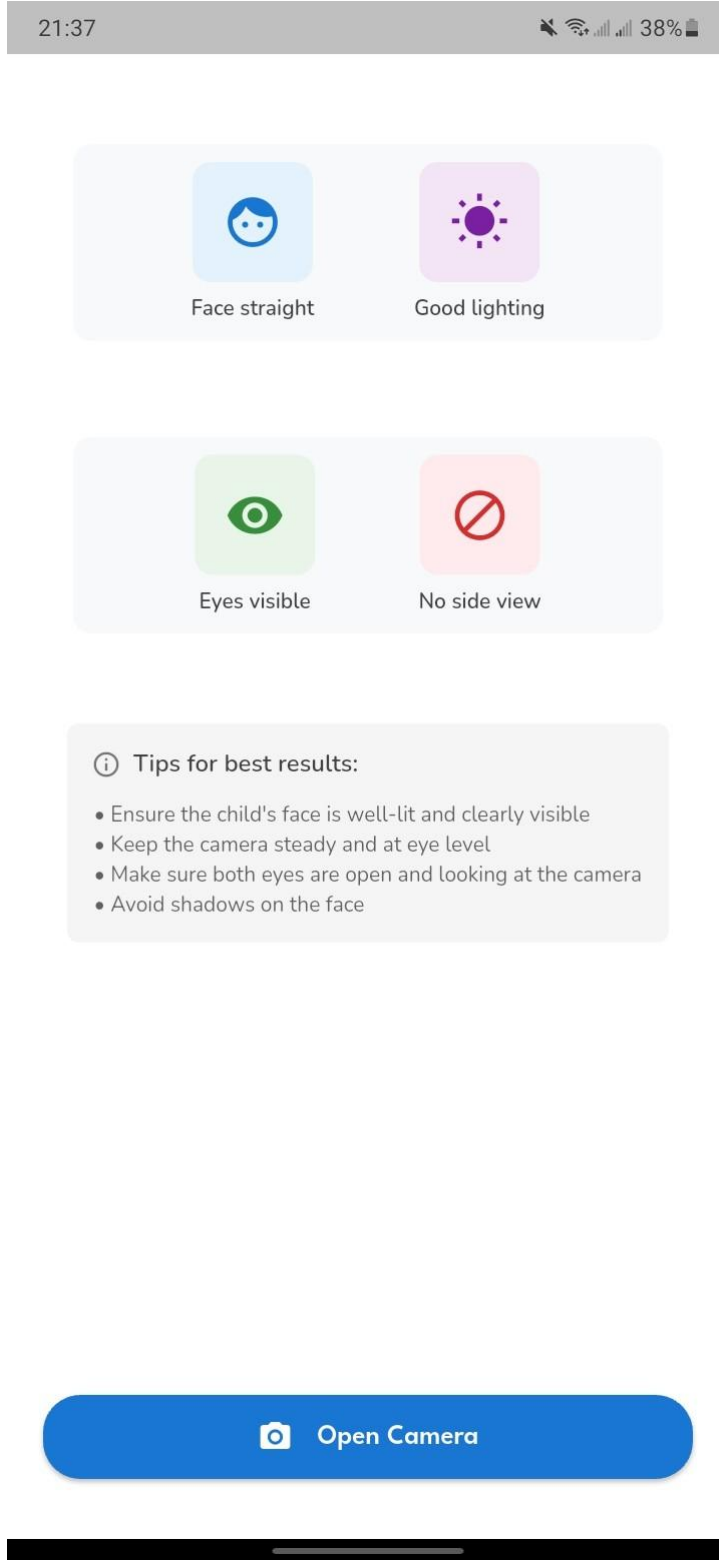 21:37 38%
Face straight Good lighting
Eyes visible No side view
Tips for best results:
• Ensure the child's face is well-lit and clearly visible
• Keep the camera steady and at eye level
• Make sure both eyes are open and looking at the camera
• Avoid shadows on the face
Open Camera